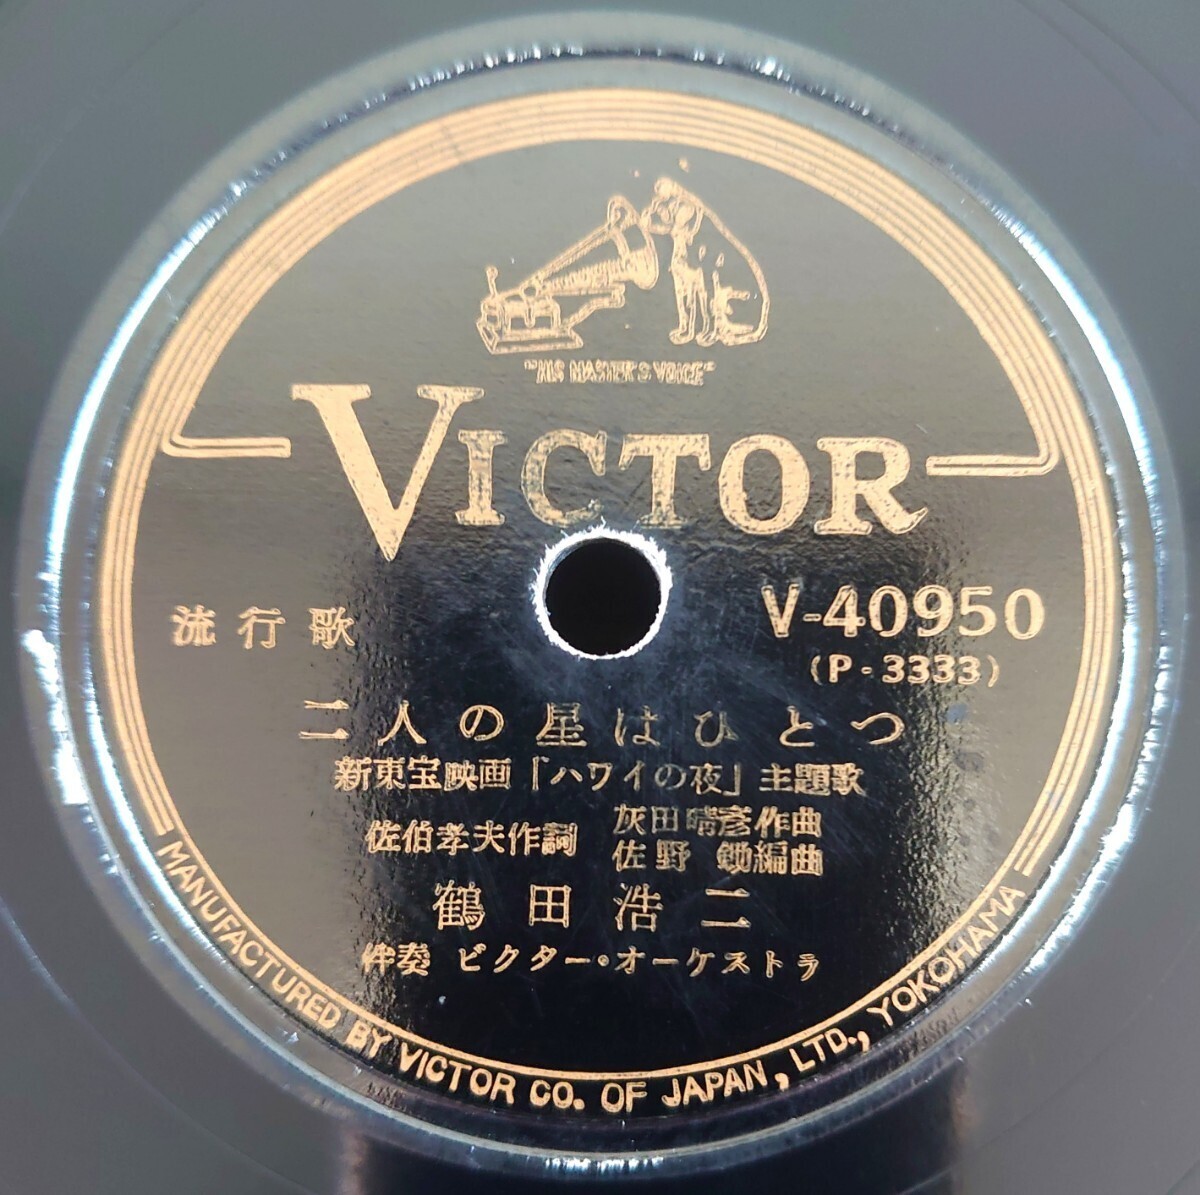 "HIS MASTER'S VOICE"
VICTOR
流行歌
V-40950
(P-3333)
二人の星はひとつ
新東宝映画「ハワイの夜」主題歌
佐伯孝夫作詞
灰田晴彦作曲
佐野鋤編曲
鶴田浩二
伴奏 ビクター・オーケストラ
MANUFACTURED BY VICTOR CO. OF JAPAN, LTD., YOKOHAMA